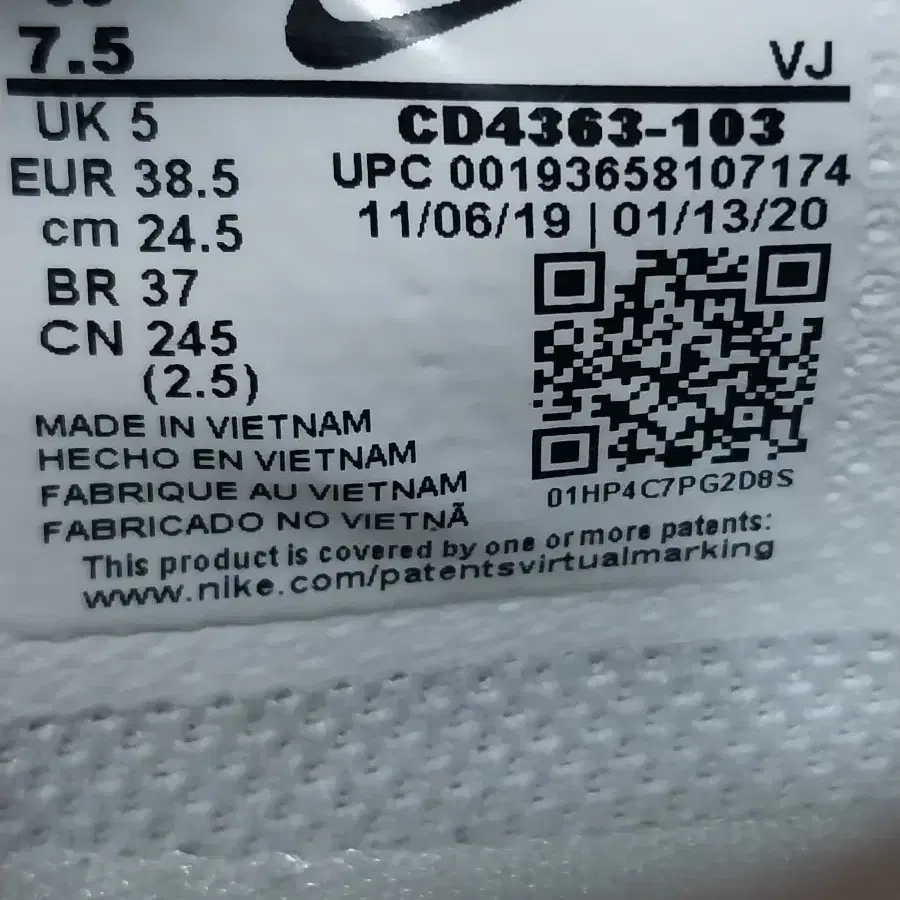 7.5
VJ
UK 5
CD4363-103
EUR 38.5
UPC 001936581​07174
cm 24.5
11/06/19 | 01/13/20
BR 37
CN 245
(2.5)
MADE IN VIETNAM
HECHO EN VIETNAM
FABRIQUE AU VIETNAM
FABRICADO NO VIETNÃ
01HP4C7PG2D8S
This product is covered by one or more patents:
www.nike.com/patentsvirtualmarking